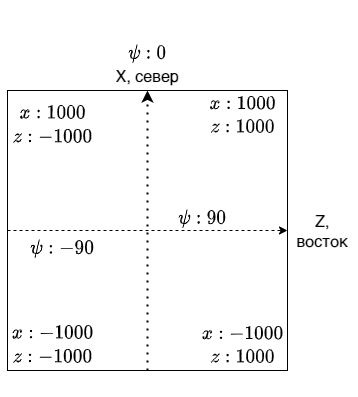 ψ : 0
X, север
x : 1000
z : −1000
x : 1000
z : 1000
ψ : 90
ψ : −90
Z,
восток
x : −1000
z : −1000
x : −1000
z : 1000